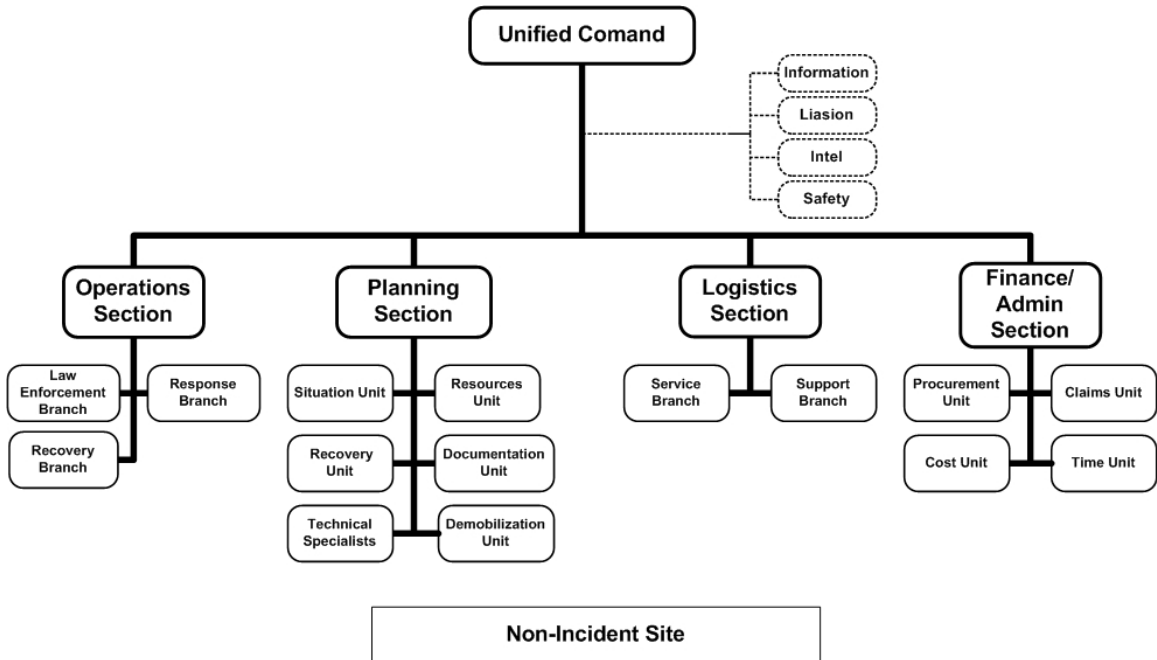 Unified Comand
Information
Liasion
Intel
Safety
Operations
Section
Planning
Section
Logistics
Section
Finance/
Admin
Section
Law
Enforcement
Branch
Response
Branch
Recovery
Branch
Situation Unit
Resources
Unit
Recovery
Unit
Documentation
Unit
Technical
Specialists
Demobilization
Unit
Service
Branch
Support
Branch
Procurement
Unit
Claims Unit
Cost Unit
Time Unit
Non-Incident Site